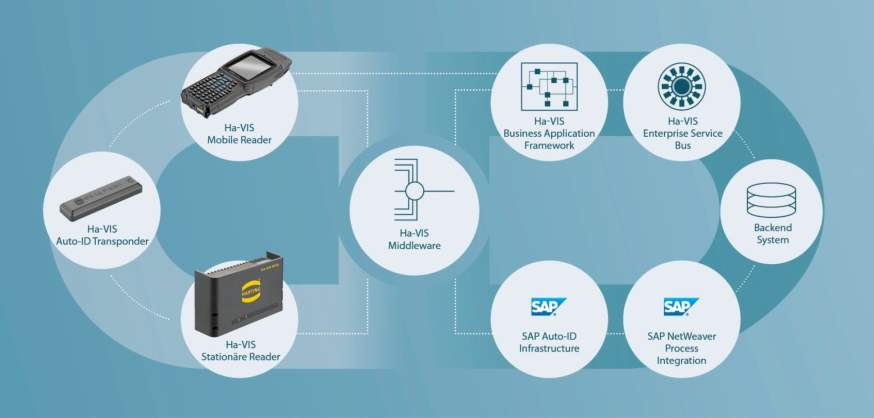 Ha-VIS
Mobile Reader
Ha-VIS
Auto-ID Transponder
HARTING
Ha-VIS
Stationäre Reader
Ha-VIS
Middleware
Ha-VIS
Business Application
Framework
Ha-VIS
Enterprise Service
Bus
Backend
System
SAP
SAP Auto-ID
Infrastructure
SAP
SAP NetWeaver
Process
Integration